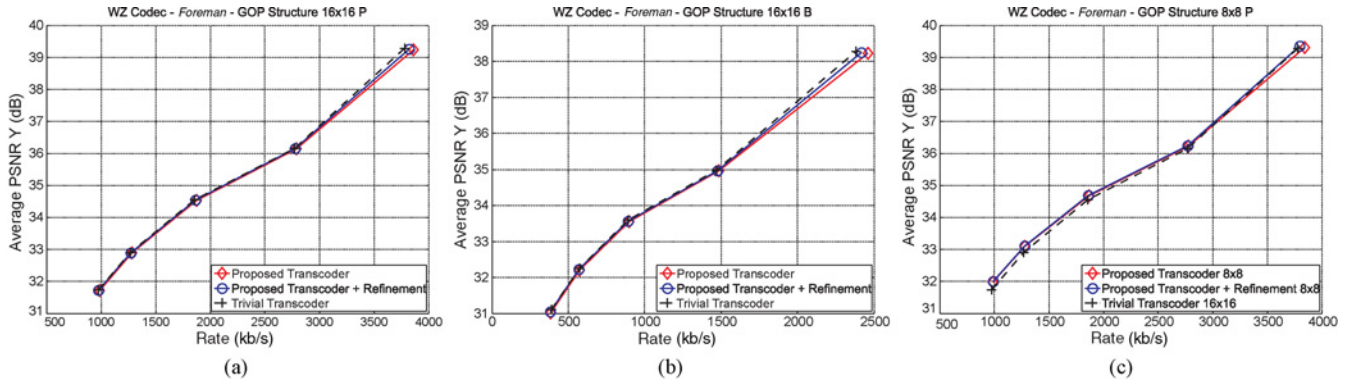 WZ Codec - Foreman - GOP Structure 16x16 P
40
39
38
37
36
35
34
33
32
31
Average PSNR Y (dB)
Proposed Transcoder
Proposed Transcoder + Refinement
Trivial Transcoder
500 1000 1500 2000 2500 3000 3500 4000
Rate (kb/s)
(a)
WZ Codec - Foreman - GOP Structure 16x16 B
39
38
37
36
35
34
33
32
31
Average PSNR Y (dB)
Proposed Transcoder
Proposed Transcoder + Refinement
Trivial Transcoder
0 500 1000 1500 2000 2500
Rate (kb/s)
(b)
WZ Codec - Foreman - GOP Structure 8x8 P
40
39
38
37
36
35
34
33
32
31
Average PSNR Y (dB)
Proposed Transcoder 8x8
Proposed Transcoder + Refinement 8x8
Trivial Transcoder 16x16
500 1000 1500 2000 2500 3000 3500 4000
Rate (kb/s)
(c)